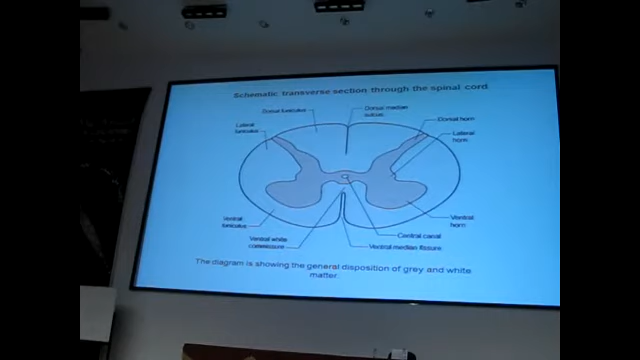 Schematic transverse section through the spinal cord
Dorsal funiculus
Dorsal median
sulcus
Dorsal horn
Lateral
funiculus
Lateral
horn
Ventral
funiculus
Ventral
horn
Ventral white
commissure
Central canal
Ventral median fissure
The diagram is showing the general disposition of grey and white
matter.